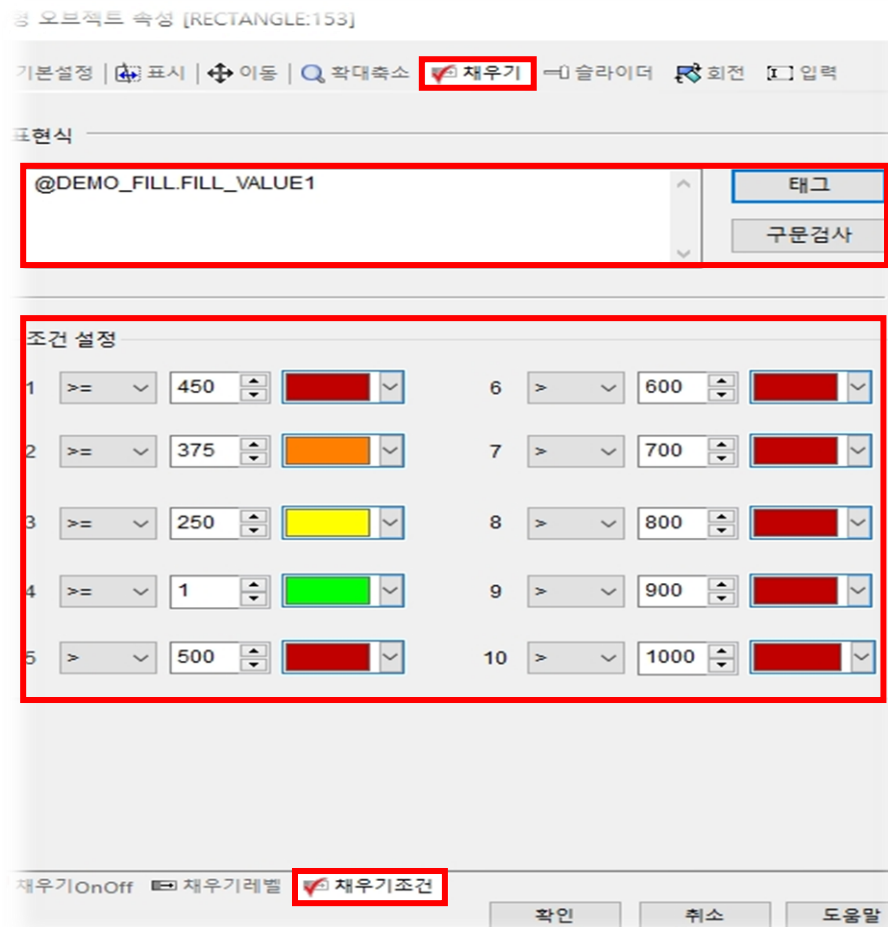 형 오브젝트 속성 [RECTANGLE:153]
기본설정 표시 이동 확대축소 채우기 슬라이더 회전 입력
표현식
@DEMO_FILL.FILL_VALUE1 태그
구문검사
조건 설정
1 >= 450 6 > 600
2 >= 375 7 > 700
3 >= 250 8 > 800
4 >= 1 9 > 900
5 > 500 10 > 1000
채우기OnOff 채우기레벨 채우기조건
확인 취소 도움말